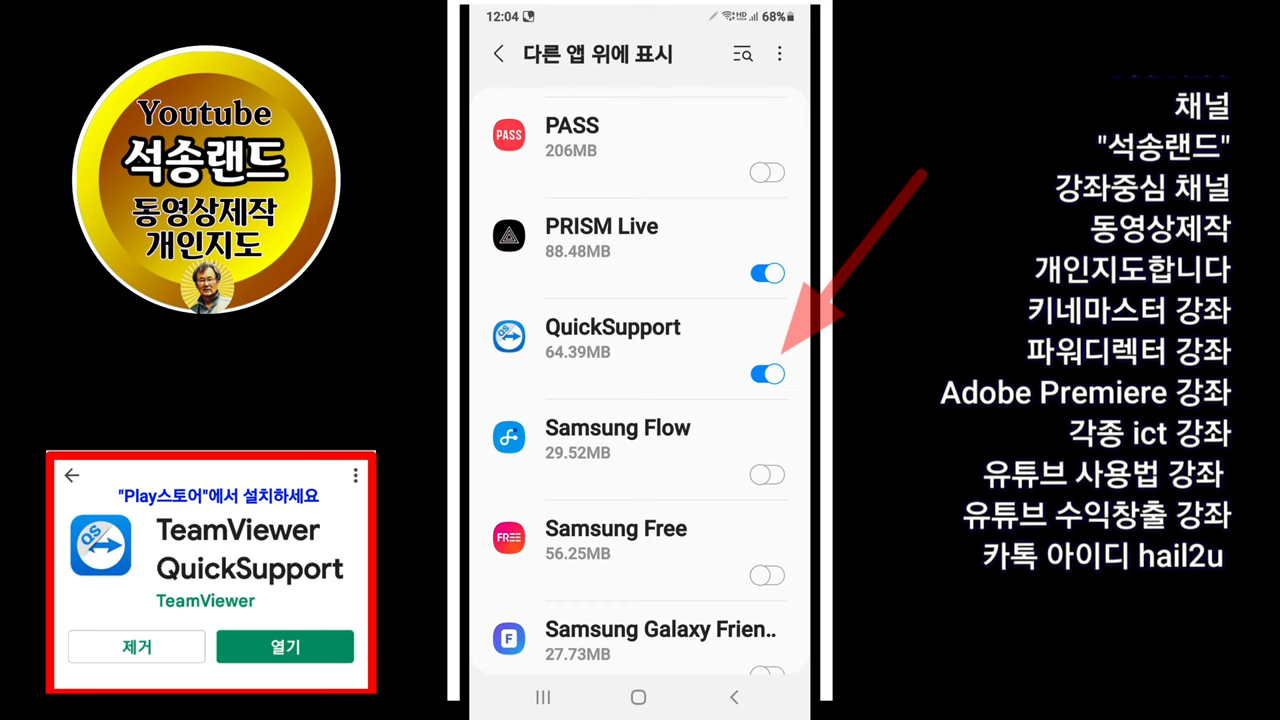 Youtube
석송랜드
동영상제작
개인지도
"Play스토어"에서 설치하세요
QS
TeamViewer
QuickSupport
TeamViewer
제거
열기
12:04
68%
다른 앱 위에 표시
PASS
PASS
206MB
PRISM Live
88.48MB
QS
QuickSupport
64.39MB
Samsung Flow
29.52MB
FREE
Samsung Free
56.25MB
F
Samsung Galaxy Frien..
27.73MB
채널
"석송랜드"
강좌중심 채널
동영상제작
개인지도합니다
키네마스터 강좌
파워디렉터 강좌
Adobe Premiere 강좌
각종 ict 강좌
유튜브 사용법 강좌
유튜브 수익창출 강좌
카톡 아이디 hail2u